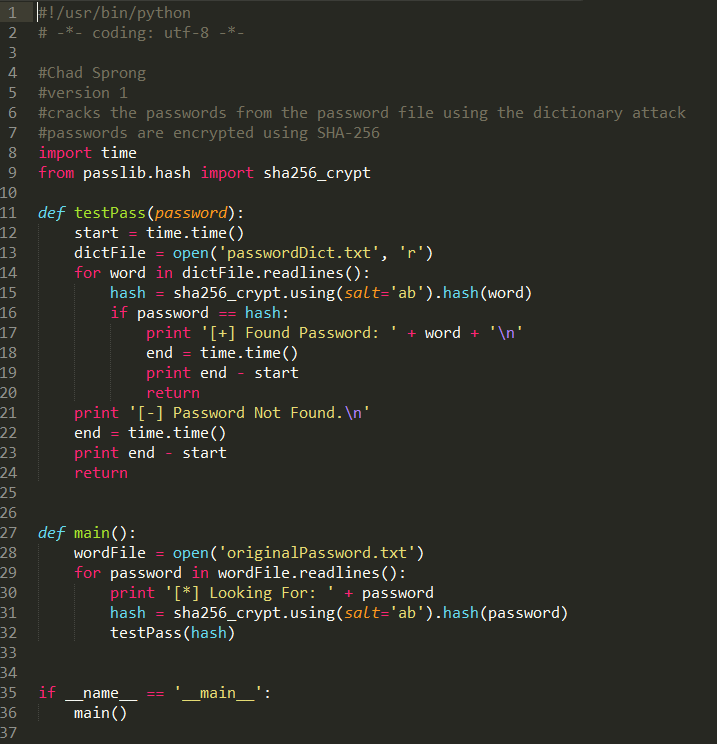 1 #!/usr/bin/python
2 # -*- coding: utf-8 -*-
3
4 #Chad Sprong
5 #version 1
6 #cracks the passwords from the password file using the dictionary attack
7 #passwords are encrypted using SHA-256
8 import time
9 from passlib.hash import sha256_crypt
10
11 def testPass(password):
12     start = time.time()
13     dictFile = open('passwordDict.txt', 'r')
14     for word in dictFile.readlines():
15         hash = sha256_crypt.using(salt='ab').hash(word)
16         if password == hash:
17             print '[+] Found Password: ' + word + '\n'
18             end = time.time()
19             print end - start
20             return
21     print '[-] Password Not Found.\n'
22     end = time.time()
23     print end - start
24     return
25
26
27 def main():
28     wordFile = open('originalPassword.txt')
29     for password in wordFile.readlines():
30         print '[*] Looking For: ' + password
31         hash = sha256_crypt.using(salt='ab').hash(password)
32         testPass(hash)
33
34
35 if __name__ == '__main__':
36     main()
37